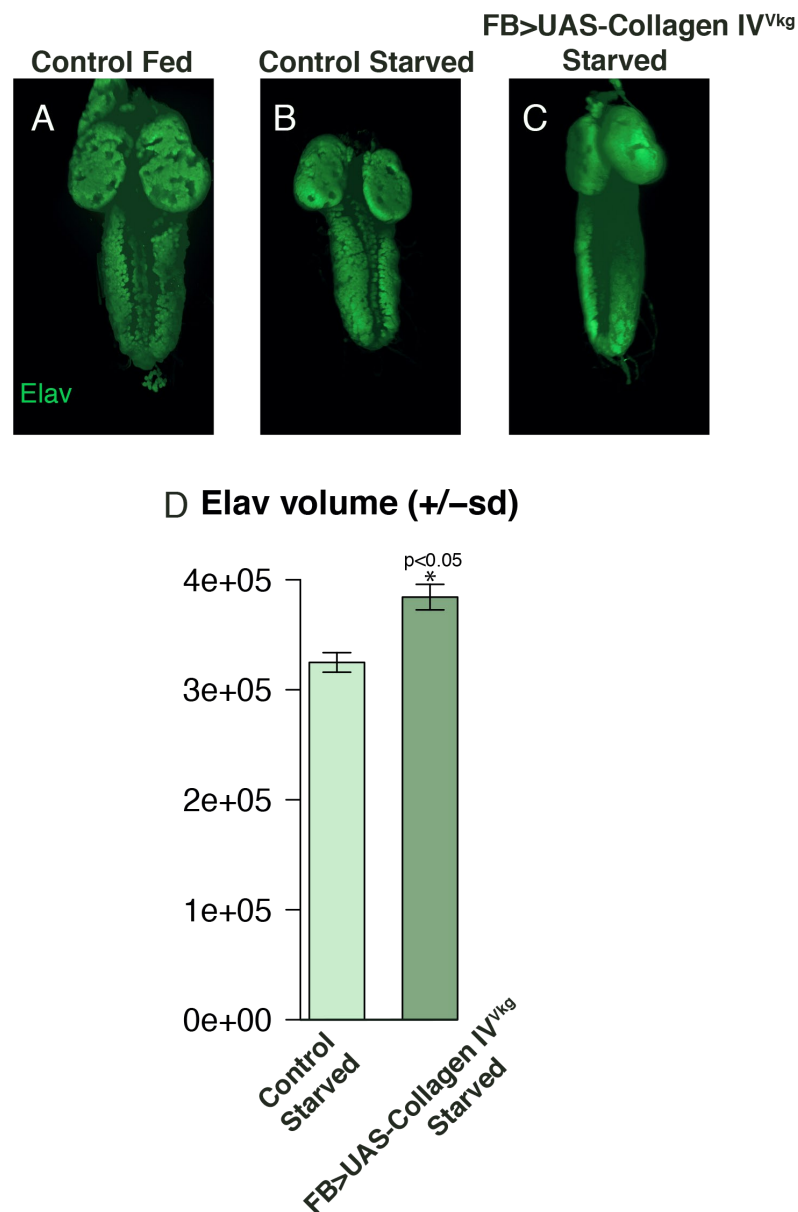 FB>UAS-Collagen IVVkg
Control Fed Control Starved Starved
A B C
Elav
D Elav volume (+/–sd)
p<0.05
*
4e+05
3e+05
2e+05
1e+05
0e+00
Control
Starved
FB>UAS-Collagen IVVkg
Starved